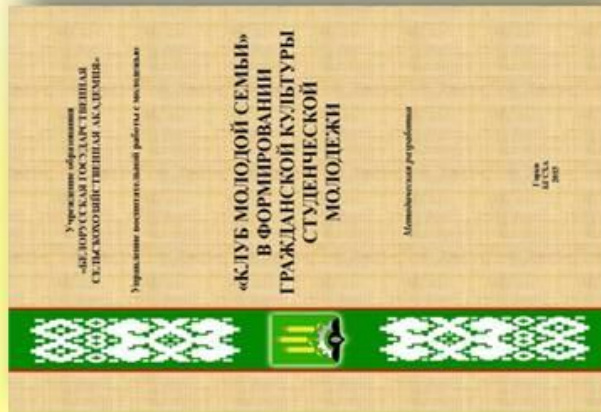 Учреждение образования
«БЕЛОРУССКАЯ ГОСУДАРСТВЕННАЯ
СЕЛЬСКОХОЗЯЙСТВЕННАЯ АКАДЕМИЯ»
Управление воспитательной работы с молодежью
«КЛУБ МОЛОДОЙ СЕМЬИ»
В ФОРМИРОВАНИИ
ГРАЖДАНСКОЙ КУЛЬТУРЫ
СТУДЕНЧЕСКОЙ
МОЛОДЕЖИ
Методическая разработка
Горки
БГСХА
2015